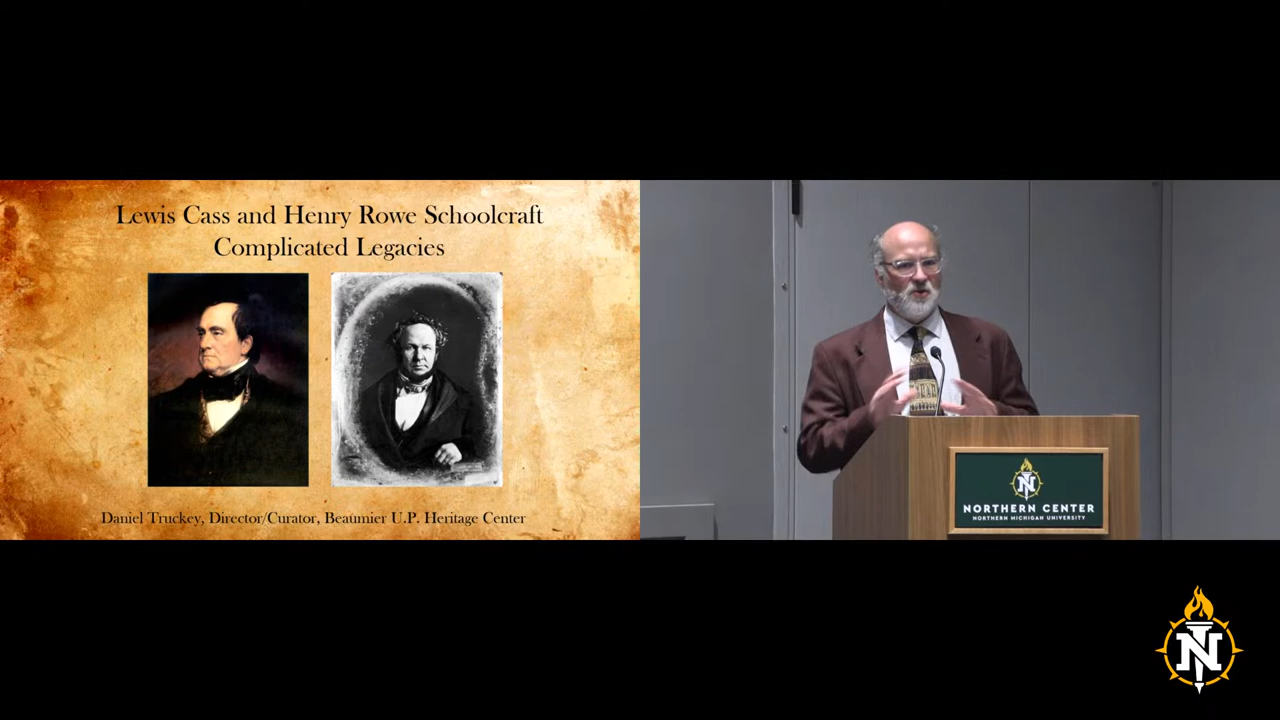 Lewis Cass and Henry Rowe Schoolcraft
Complicated Legacies
Daniel Truckey, Director/Curator, Beaumier U.P. Heritage Center
N
NORTHERN CENTER
NORTHERN MICHIGAN UNIVERSITY
N